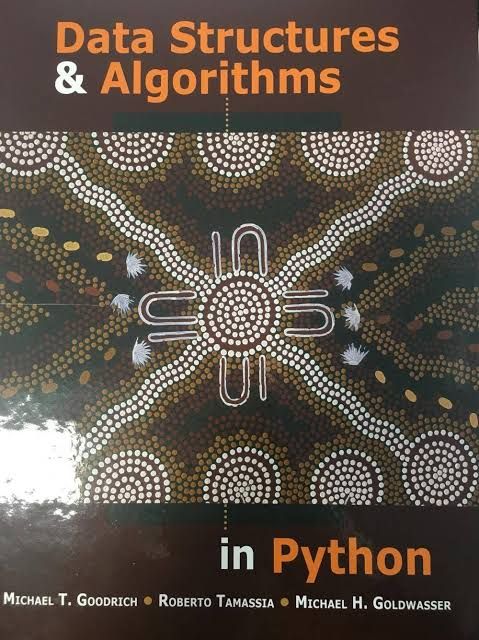 Data Structures
& Algorithms
in Python
Michael T. Goodrich • Roberto Tamassia • Michael H. Goldwasser